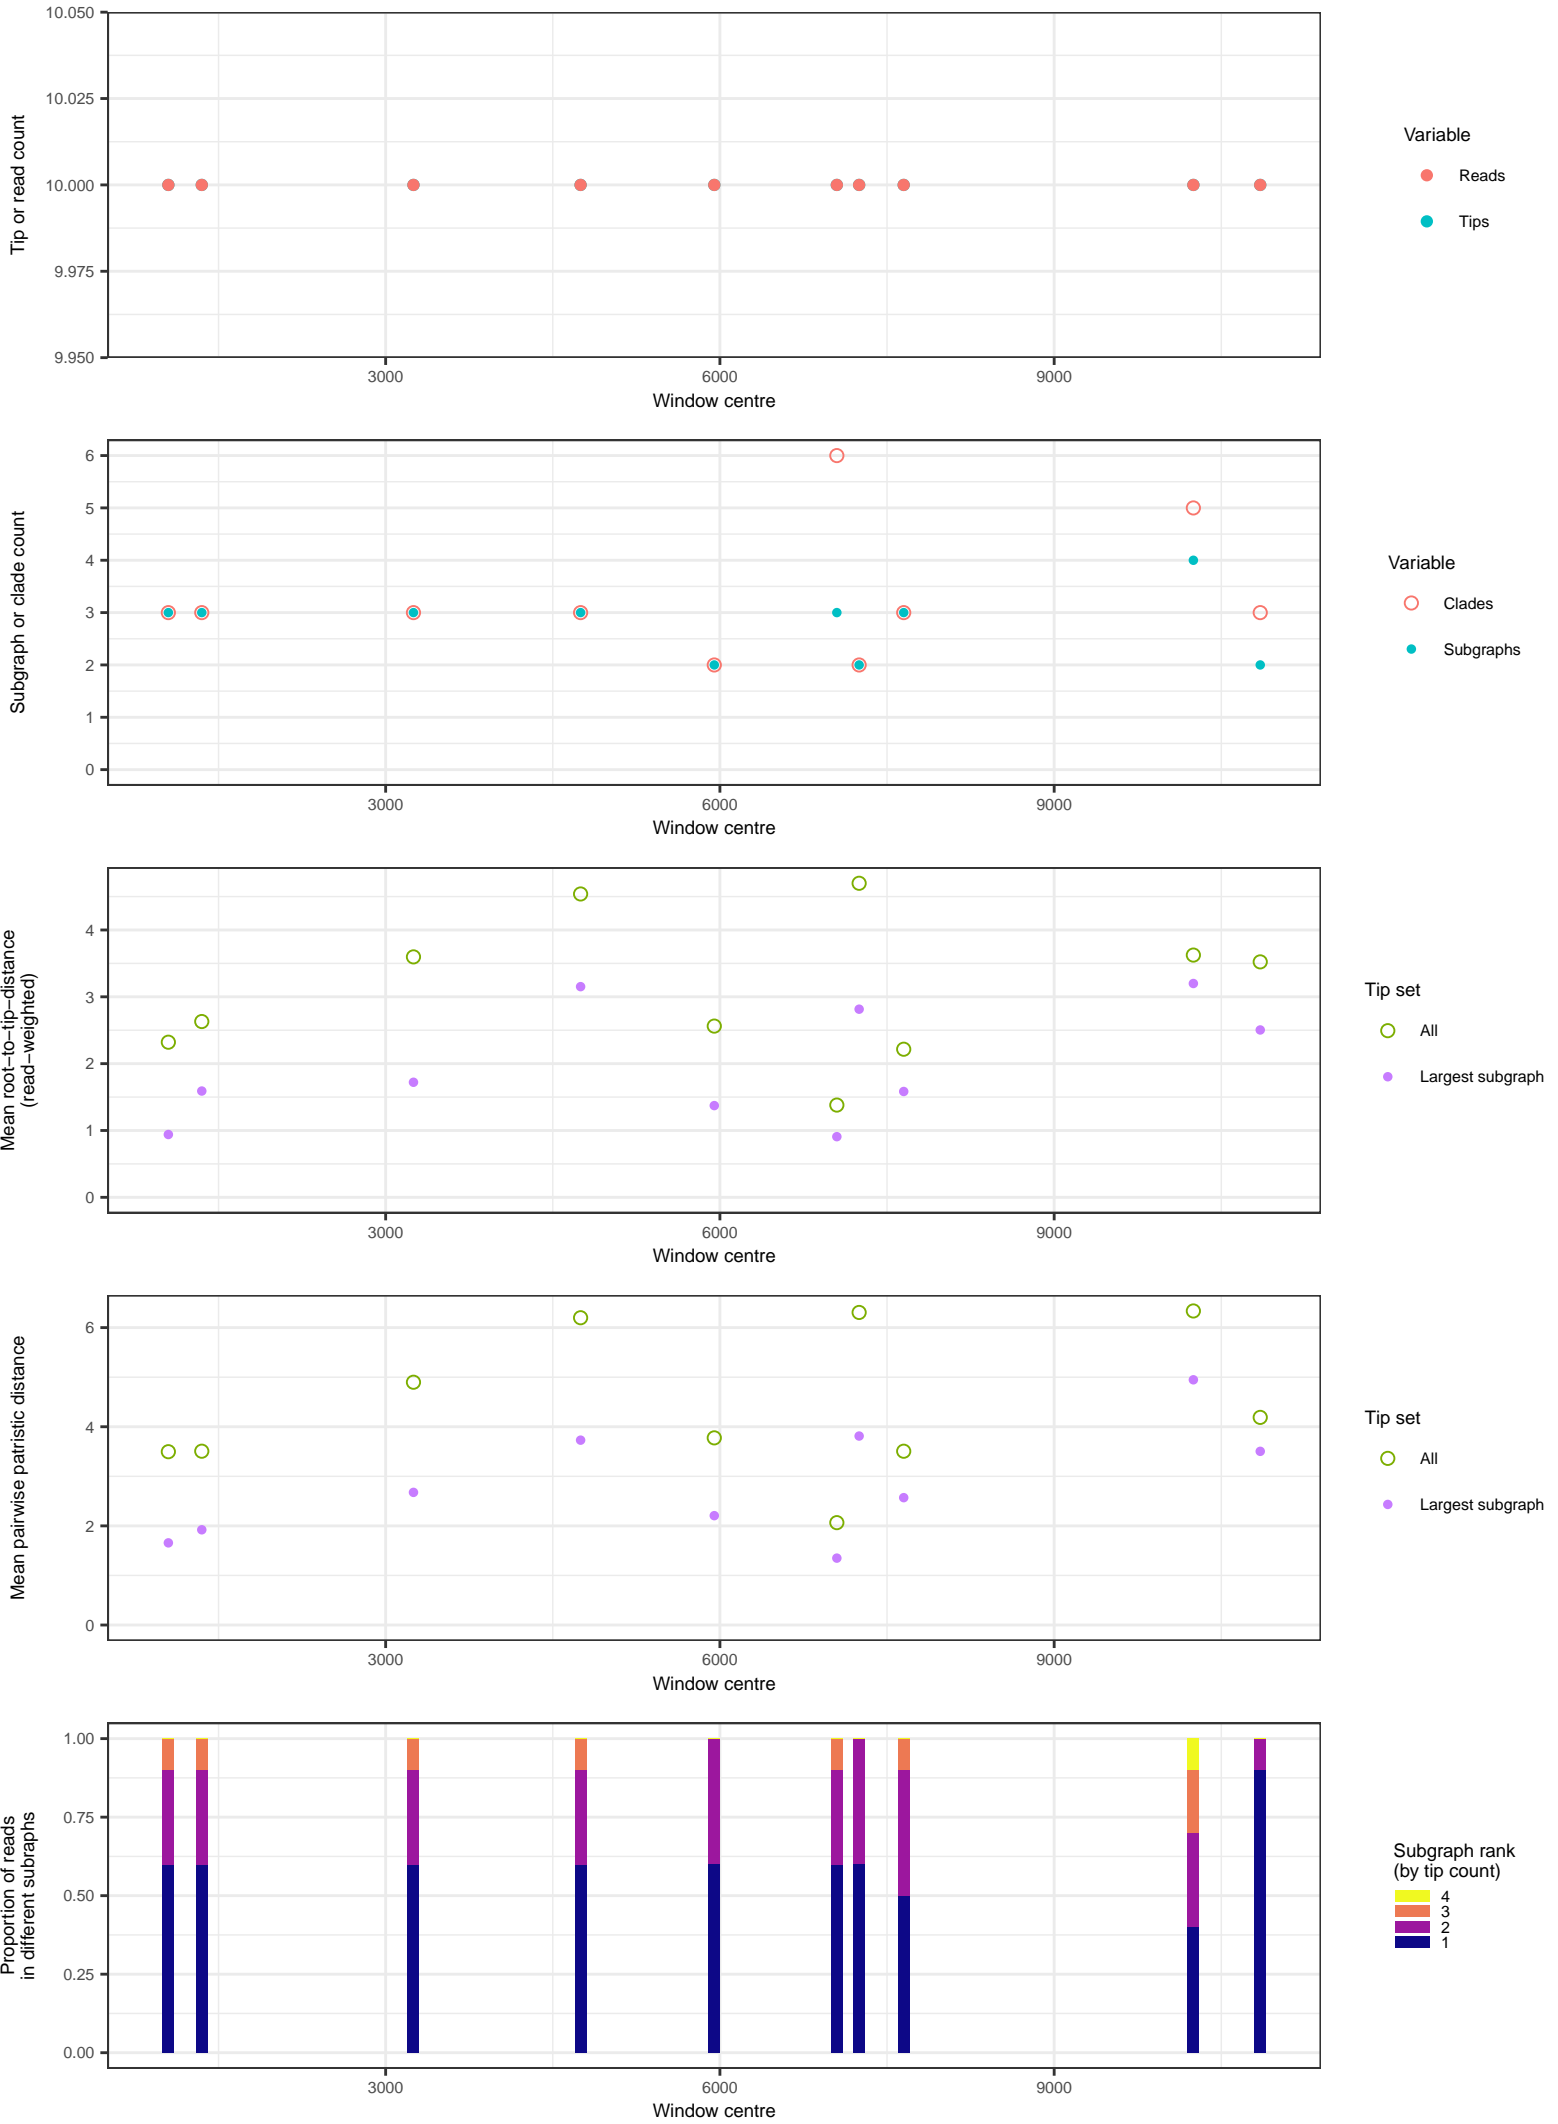 10.050
10.025
10.000
9.975
9.950
Tip or read count
3000 6000 9000
Window centre
Variable
Reads
Tips
6
5
4
3
2
1
0
Subgraph or clade count
3000 6000 9000
Window centre
Variable
Clades
Subgraphs
4
3
2
1
0
Mean root−to−tip−distance
(read−weighted)
3000 6000 9000
Window centre
Tip set
All
Largest subgraph
6
4
2
0
Mean pairwise patristic distance
3000 6000 9000
Window centre
Tip set
All
Largest subgraph
1.00
0.75
0.50
0.25
0.00
Proportion of reads
in different subraphs
3000 6000 9000
Window centre
Subgraph rank
(by tip count)
4
3
2
1